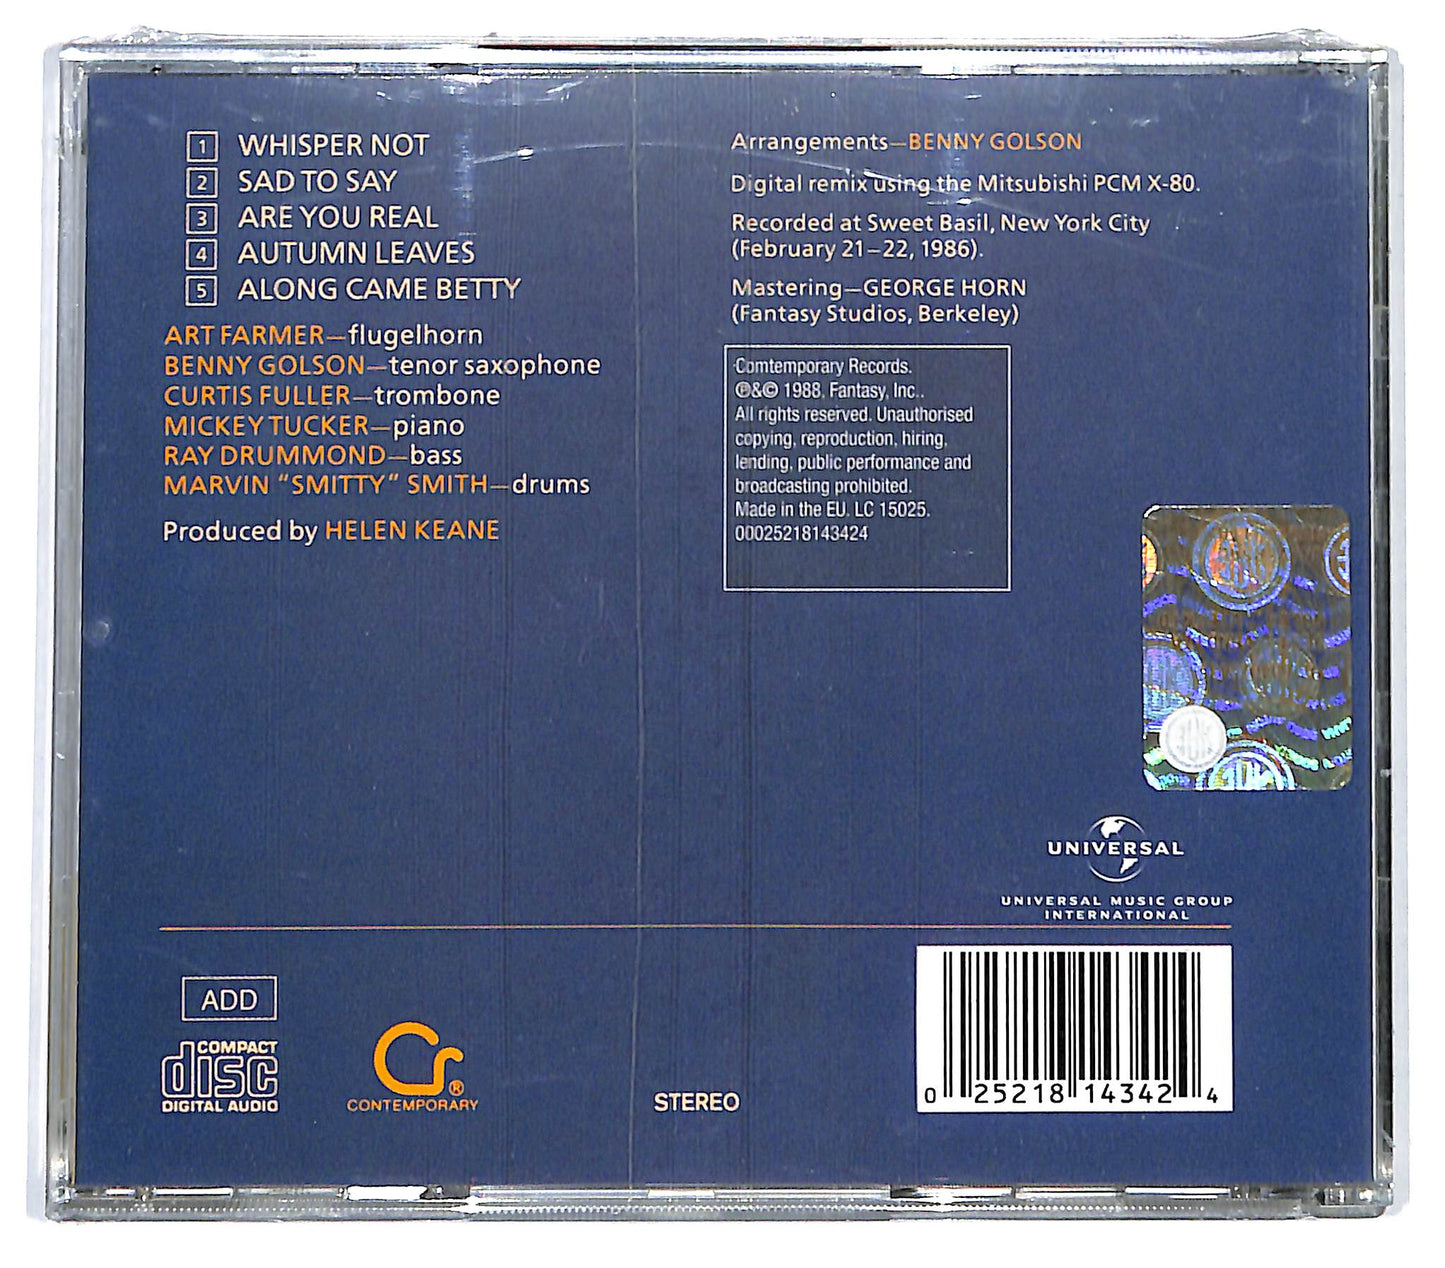 1 WHISPER NOT
2 SAD TO SAY
3 ARE YOU REAL
4 AUTUMN LEAVES
5 ALONG CAME BETTY
ART FARMER—flugelhorn
BENNY GOLSON—tenor saxophone
CURTIS FULLER—trombone
MICKEY TUCKER—piano
RAY DRUMMOND—bass
MARVIN "SMITTY" SMITH—drums
Produced by HELEN KEANE
Arrangements—BENNY GOLSON
Digital remix using the Mitsubishi PCM X-80.
Recorded at Sweet Basil, New York City
(February 21–22, 1986).
Mastering—GEORGE HORN
(Fantasy Studios, Berkeley)
Comtemporary Records.
℗&© 1988, Fantasy, Inc..
All rights reserved. Unauthorised
copying, reproduction, hiring,
lending, public performance and
broadcasting prohibited.
Made in the EU. LC 15025.
00025218143424
UNIVERSAL
UNIVERSAL MUSIC GROUP
INTERNATIONAL
ADD
COMPACT
disc
DIGITAL AUDIO
Cr®
CONTEMPORARY
STEREO
0 25218 14342 4